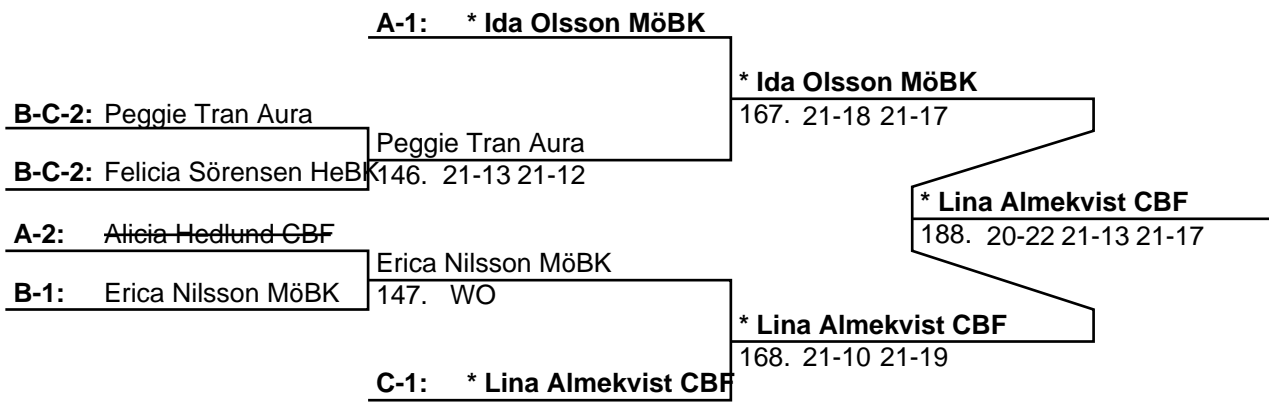 A-1: * Ida Olsson MöBK
* Ida Olsson MöBK
B-C-2: Peggie Tran Aura
167. 21-18 21-17
Peggie Tran Aura
B-C-2: Felicia Sörensen HeBK
146. 21-13 21-12
* Lina Almekvist CBF
A-2: Alicia Hedlund CBF
188. 20-22 21-13 21-17
Erica Nilsson MöBK
B-1: Erica Nilsson MöBK
147. WO
* Lina Almekvist CBF
168. 21-10 21-19
C-1: * Lina Almekvist CBF